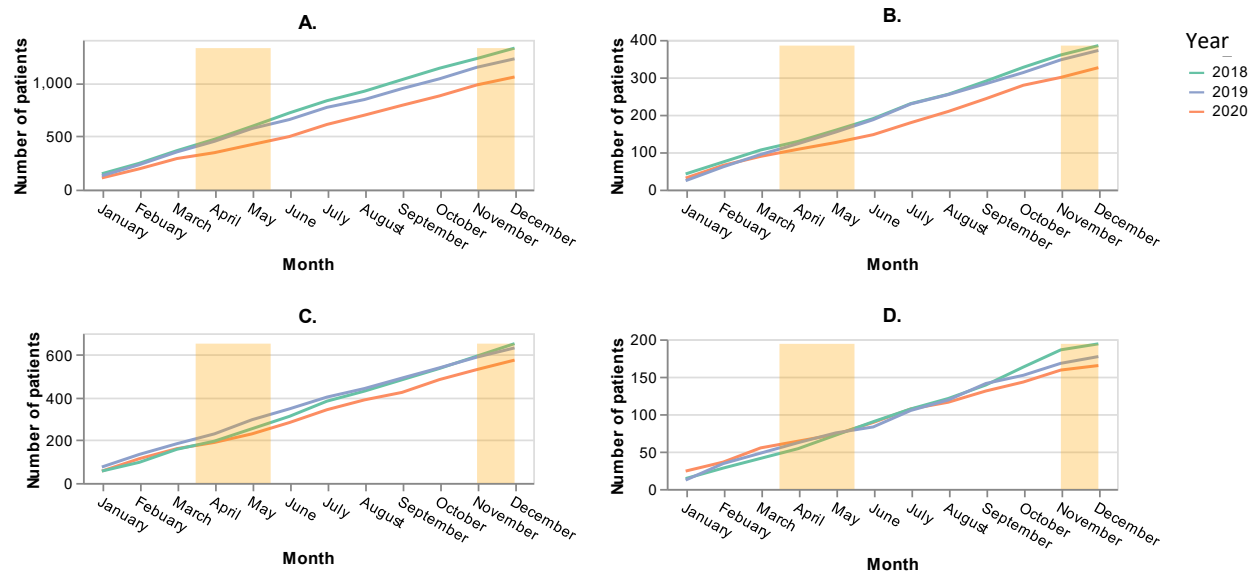 A.
Number of patients
1,000
500
0
January
Febuary
March
April
May
June
July
August
September
October
November
December
Month
B.
Number of patients
400
300
200
100
0
January
Febuary
March
April
May
June
July
August
September
October
November
December
Month
Year
2018
2019
2020
C.
Number of patients
600
400
200
0
January
Febuary
March
April
May
June
July
August
September
October
November
December
Month
D.
Number of patients
200
150
100
50
0
January
Febuary
March
April
May
June
July
August
September
October
November
December
Month